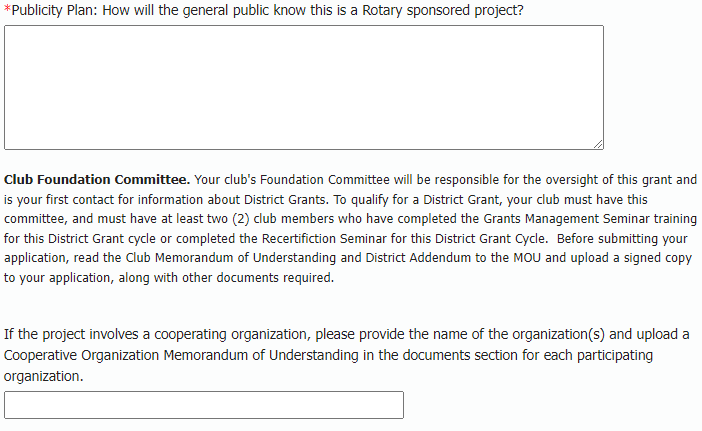 *Publicity Plan: How will the general public know this is a Rotary sponsored project?
Club Foundation Committee. Your club's Foundation Committee will be responsible for the oversight of this grant and
is your first contact for information about District Grants. To qualify for a District Grant, your club must have this
committee, and must have at least two (2) club members who have completed the Grants Management Seminar training
for this District Grant cycle or completed the Recertifiction Seminar for this District Grant Cycle.  Before submitting your
application, read the Club Memorandum of Understanding and District Addendum to the MOU and upload a signed copy
to your application, along with other documents required.
If the project involves a cooperating organization, please provide the name of the organization(s) and upload a
Cooperative Organization Memorandum of Understanding in the documents section for each participating
organization.